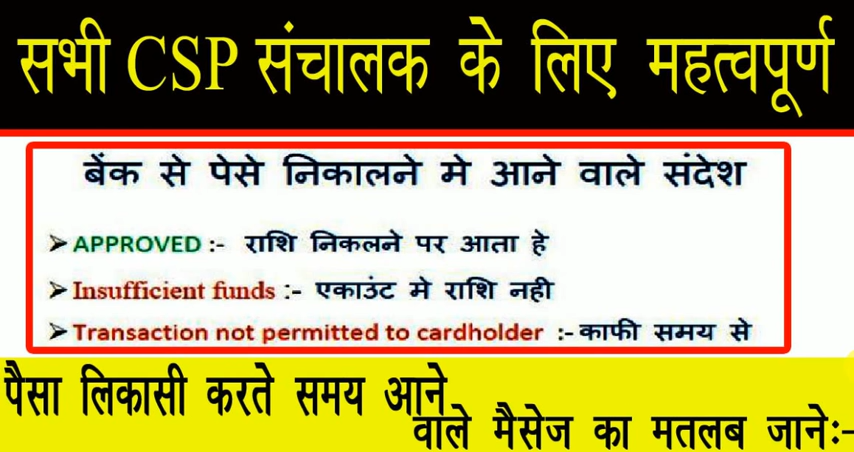 सभी CSP संचालक के लिए महत्वपूर्ण
बेंक से पेसे निकालने मे आने वाले संदेश
➢ APPROVED :- राशि निकलने पर आता हे
➢ Insufficient funds :- एकाउंट मे राशि नही
➢ Transaction not permitted to cardholder :- काफी समय से
पैसा लिकासी करते समय आने
वाले मैसेज का मतलब जानेः-